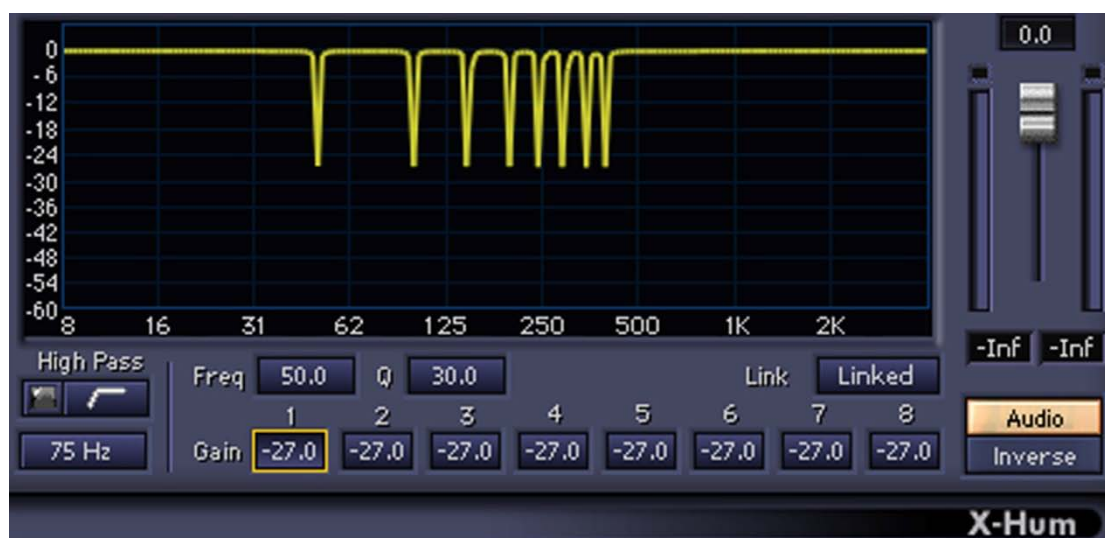 0.0
0
-6
-12
-18
-24
-30
-36
-42
-48
-54
-60
8 16 31 62 125 250 500 1K 2K
-Inf -Inf
High Pass
Freq 50.0 Q 30.0 Link Linked
1 2 3 4 5 6 7 8
Audio
75 Hz Gain -27.0 -27.0 -27.0 -27.0 -27.0 -27.0 -27.0 -27.0
Inverse
X-Hum